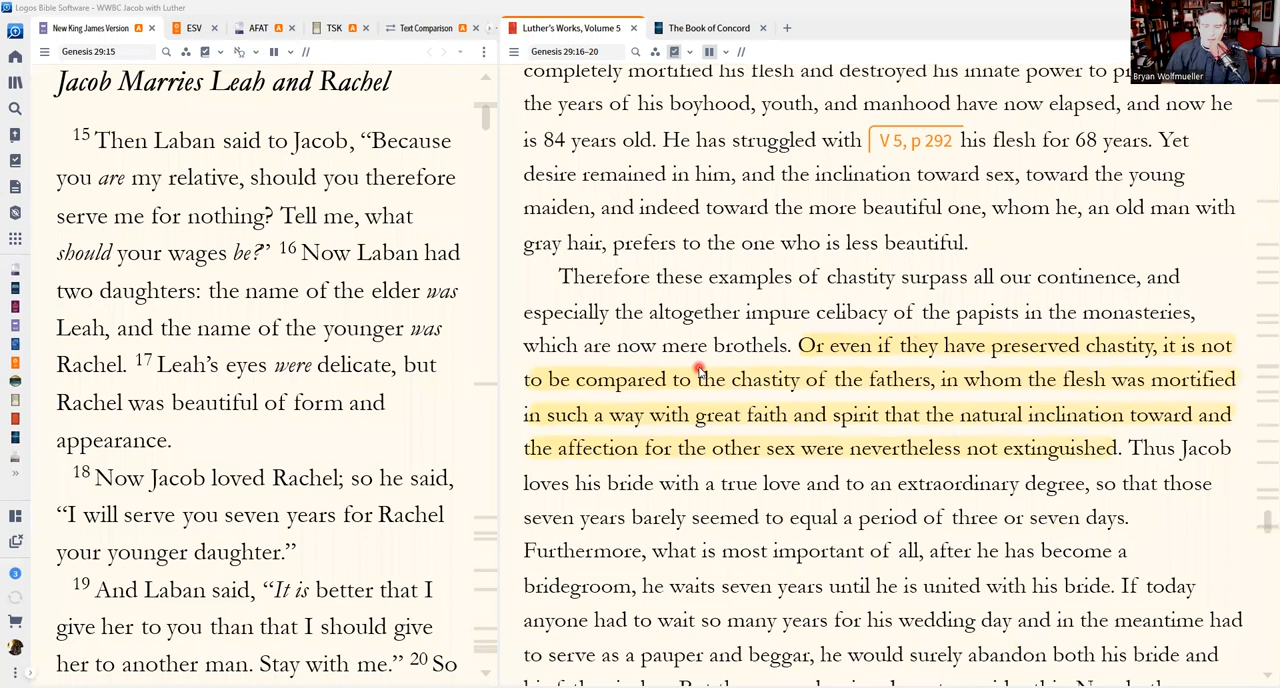 Logos Bible Software - WWBC Jacob with Luther
New King James Version A
ESV
AFAT A
TSK A
Text Comparison A
Luther's Works, Volume 5
The Book of Concord
Genesis 29:15
Genesis 29:16–20
Bryan Wolfmueller
Jacob Marries Leah and Rachel
15 Then Laban said to Jacob, “Because
you are my relative, should you therefore
serve me for nothing? Tell me, what
should your wages be?” 16 Now Laban had
two daughters: the name of the elder was
Leah, and the name of the younger was
Rachel. 17 Leah’s eyes were delicate, but
Rachel was beautiful of form and
appearance.
18 Now Jacob loved Rachel; so he said,
“I will serve you seven years for Rachel
your younger daughter.”
19 And Laban said, “It is better that I
give her to you than that I should give
her to another man. Stay with me.” 20 So
3
completely mortified his flesh and destroyed his innate power to
the years of his boyhood, youth, and manhood have now elapsed, and now he
is 84 years old. He has struggled with V 5, p 292 his flesh for 68 years. Yet
desire remained in him, and the inclination toward sex, toward the young
maiden, and indeed toward the more beautiful one, whom he, an old man with
gray hair, prefers to the one who is less beautiful.
Therefore these examples of chastity surpass all our continence, and
especially the altogether impure celibacy of the papists in the monasteries,
which are now mere brothels. Or even if they have preserved chastity, it is not
to be compared to the chastity of the fathers, in whom the flesh was mortified
in such a way with great faith and spirit that the natural inclination toward and
the affection for the other sex were nevertheless not extinguished. Thus Jacob
loves his bride with a true love and to an extraordinary degree, so that those
seven years barely seemed to equal a period of three or seven days.
Furthermore, what is most important of all, after he has become a
bridegroom, he waits seven years until he is united with his bride. If today
anyone had to wait so many years for his wedding day and in the meantime had
to serve as a pauper and beggar, he would surely abandon both his bride and